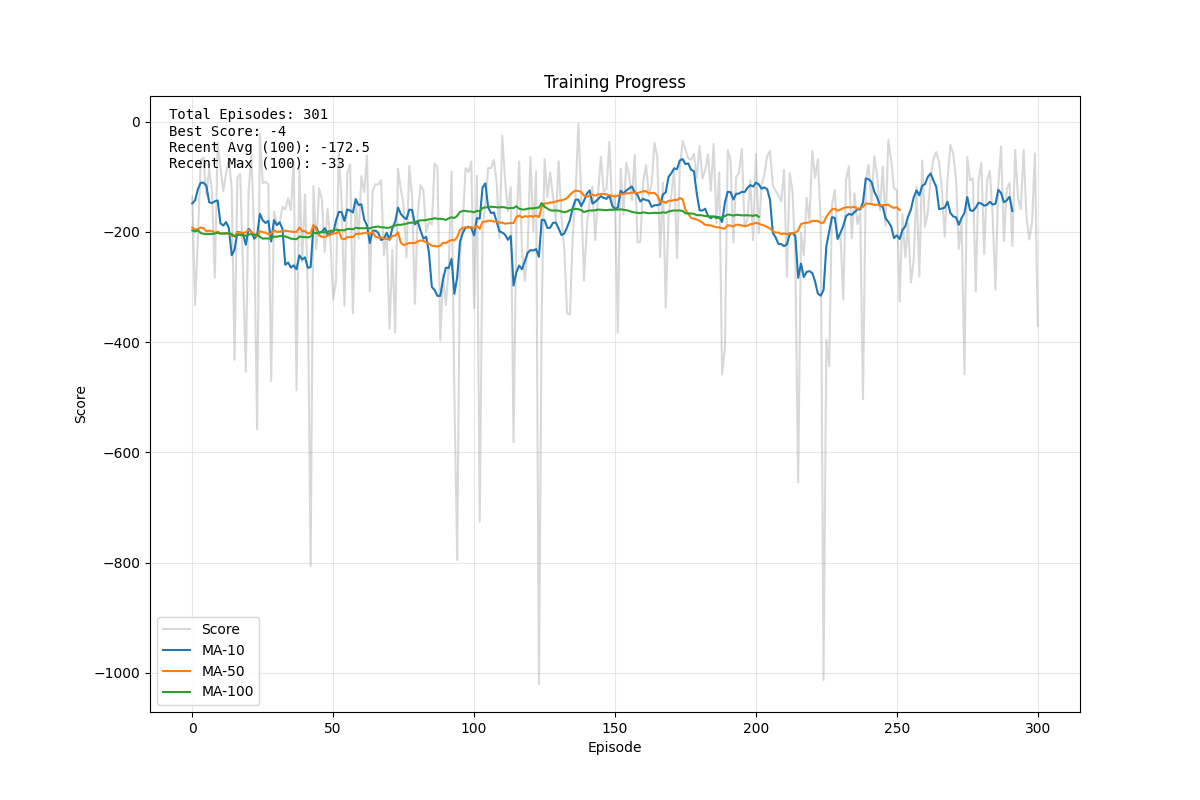 Training Progress
Total Episodes: 301
Best Score: -4
Recent Avg (100): -172.5
Recent Max (100): -33
0
−200
−400
−600
−800
−1000
Score
Score
MA-10
MA-50
MA-100
0 50 100 150 200 250 300
Episode